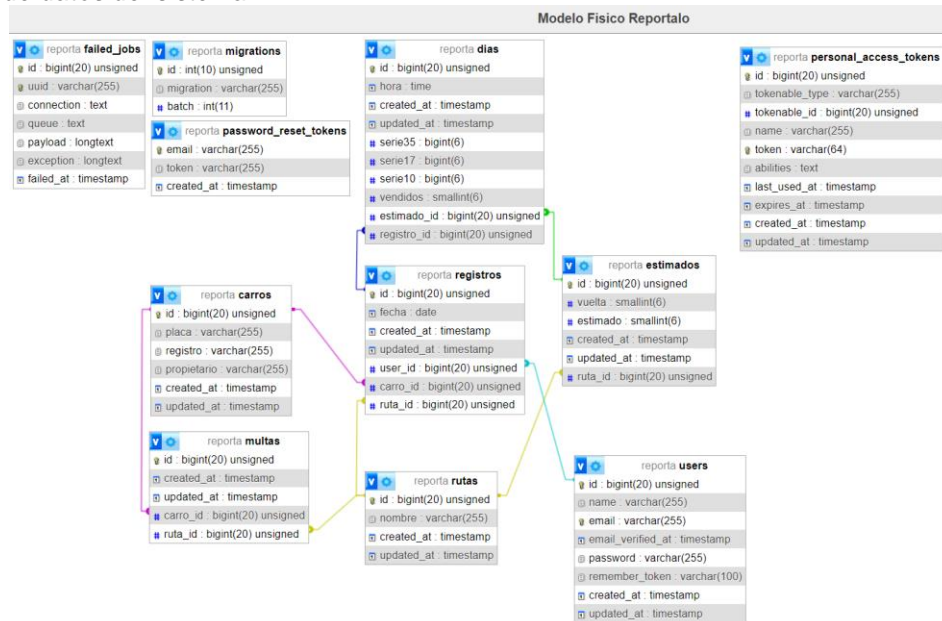 Modelo Fisico Reportalo
reporta failed_jobs
id : bigint(20) unsigned
uuid : varchar(255)
connection : text
queue : text
payload : longtext
exception : longtext
failed_at : timestamp
reporta migrations
id : int(10) unsigned
migration : varchar(255)
batch : int(11)
reporta password_reset_tokens
email : varchar(255)
token : varchar(255)
created_at : timestamp
reporta dias
id : bigint(20) unsigned
hora : time
created_at : timestamp
updated_at : timestamp
serie35 : bigint(6)
serie17 : bigint(6)
serie10 : bigint(6)
vendidos : smallint(6)
estimado_id : bigint(20) unsigned
registro_id : bigint(20) unsigned
reporta personal_access_tokens
id : bigint(20) unsigned
tokenable_type : varchar(255)
tokenable_id : bigint(20) unsigned
name : varchar(255)
token : varchar(64)
abilities : text
last_used_at : timestamp
expires_at : timestamp
created_at : timestamp
updated_at : timestamp
reporta carros
id : bigint(20) unsigned
placa : varchar(255)
registro : varchar(255)
propietario : varchar(255)
created_at : timestamp
updated_at : timestamp
reporta registros
id : bigint(20) unsigned
fecha : date
created_at : timestamp
updated_at : timestamp
user_id : bigint(20) unsigned
carro_id : bigint(20) unsigned
ruta_id : bigint(20) unsigned
reporta estimados
id : bigint(20) unsigned
vuelta : smallint(6)
estimado : smallint(6)
created_at : timestamp
updated_at : timestamp
ruta_id : bigint(20) unsigned
reporta multas
id : bigint(20) unsigned
created_at : timestamp
updated_at : timestamp
carro_id : bigint(20) unsigned
ruta_id : bigint(20) unsigned
reporta rutas
id : bigint(20) unsigned
nombre : varchar(255)
created_at : timestamp
updated_at : timestamp
reporta users
id : bigint(20) unsigned
name : varchar(255)
email : varchar(255)
email_verified_at : timestamp
password : varchar(255)
remember_token : varchar(100)
created_at : timestamp
updated_at : timestamp